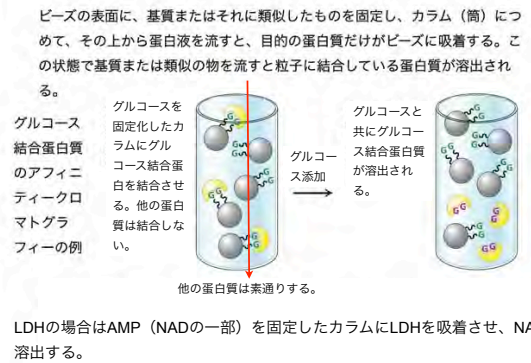 ビーズの表面に、基質またはそれに類似したものを固定し、カラム（筒）につ
めて、その上から蛋白液を流すと、目的の蛋白質だけがビーズに吸着する。こ
の状態で基質または類似の物を流すと粒子に結合している蛋白質が溶出され
る。
グルコース
結合蛋白質
のアフィニ
ティークロ
マトグラ
フィーの例
グルコースを
固定化したカ
ラムにグル
コース結合蛋
白を結合させ
る。他の蛋白
質は結合しな
い。
G
G
G
G
G
G
G
G
G
G
グルコー
ス添加
グルコースと
共にグルコー
ス結合蛋白質
が溶出され
る。
G
G
G
G
G
G
G
G
GG
GG
GG
他の蛋白質は素通りする。
LDHの場合はAMP（NADの一部）を固定したカラムにLDHを吸着させ、NA
溶出する。